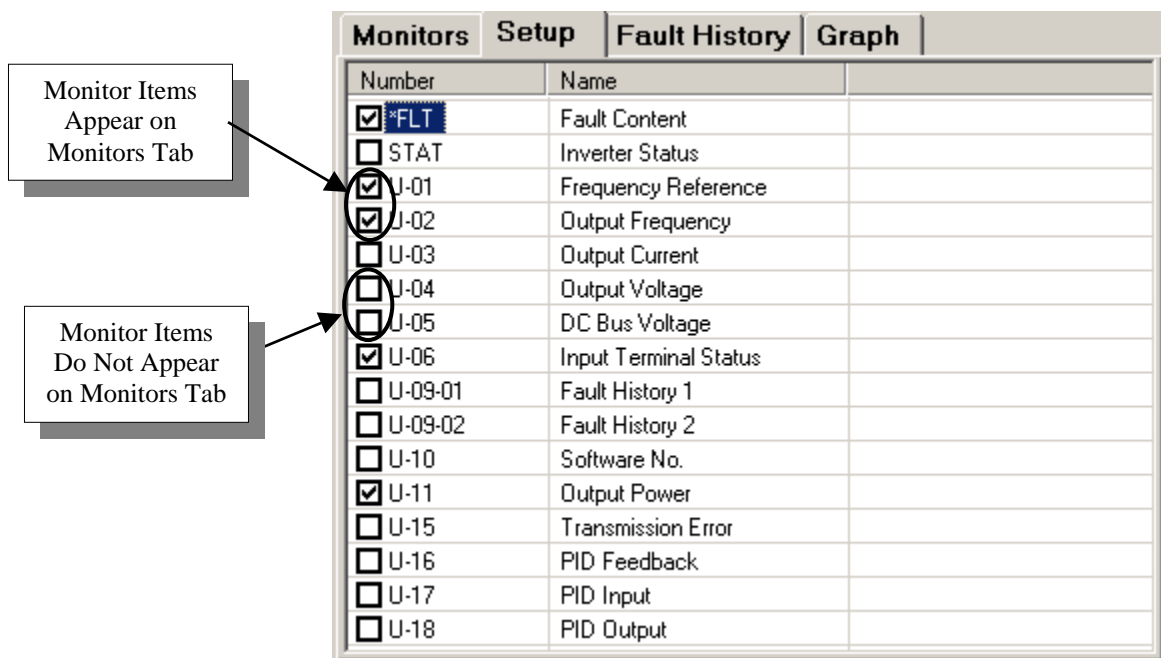 Monitors Setup Fault History Graph
Number Name
*FLT Fault Content
STAT Inverter Status
U-01 Frequency Reference
U-02 Output Frequency
U-03 Output Current
U-04 Output Voltage
U-05 DC Bus Voltage
U-06 Input Terminal Status
U-09-01 Fault History 1
U-09-02 Fault History 2
U-10 Software No.
U-11 Output Power
U-15 Transmission Error
U-16 PID Feedback
U-17 PID Input
U-18 PID Output
Monitor Items
Appear on
Monitors Tab
Monitor Items
Do Not Appear
on Monitors Tab